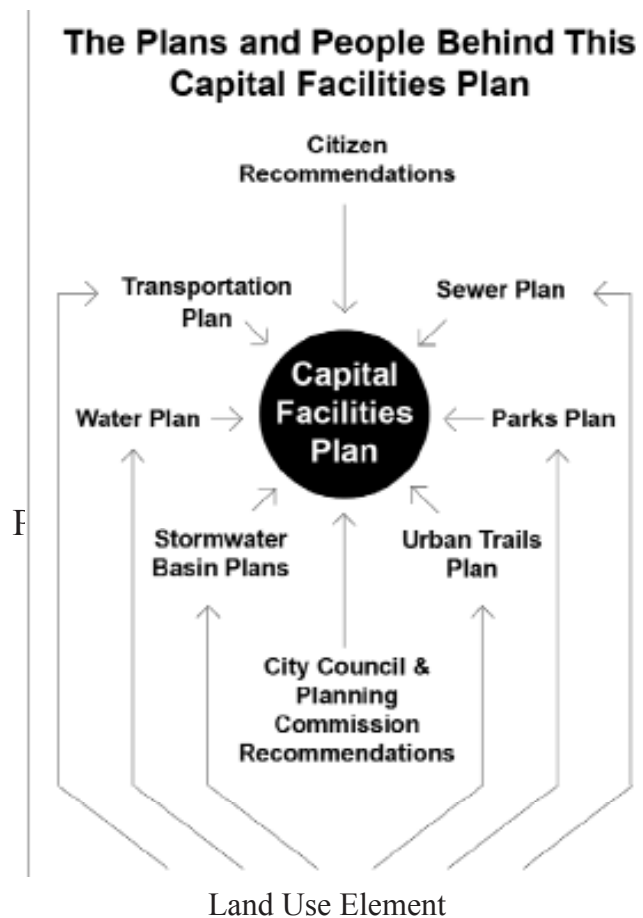 The Plans and People Behind This
Capital Facilities Plan
Citizen
Recommendations
Transportation
Plan
Sewer Plan
Capital
Facilities
Plan
Water Plan
Parks Plan
Stormwater
Basin Plans
Urban Trails
Plan
City Council &
Planning
Commission
Recommendations
Land Use Element